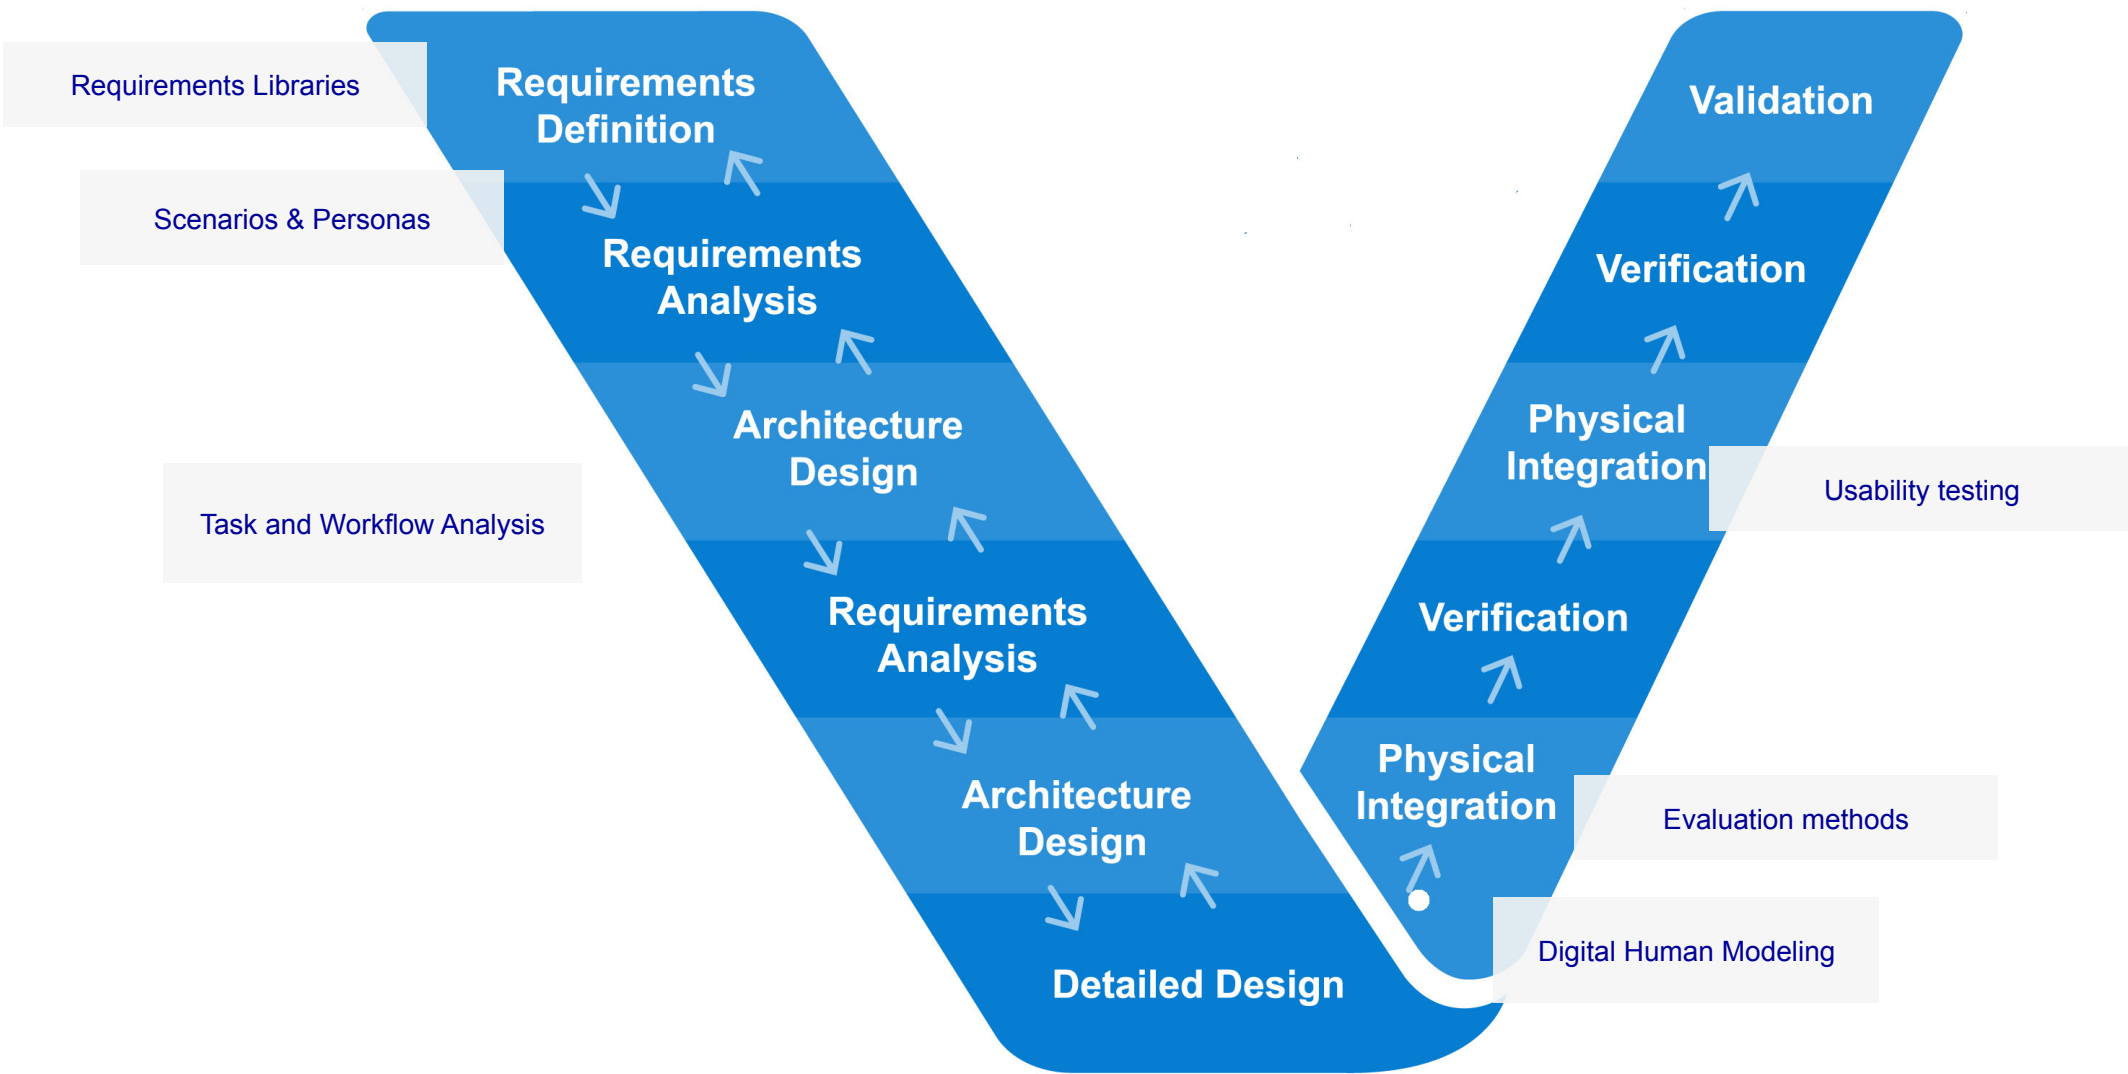 Requirements Libraries
Requirements
Definition
Scenarios & Personas
Requirements
Analysis
Architecture
Design
Task and Workflow Analysis
Requirements
Analysis
Architecture
Design
Detailed Design
Validation
Verification
Physical
Integration
Usability testing
Verification
Physical
Integration
Evaluation methods
Digital Human Modeling